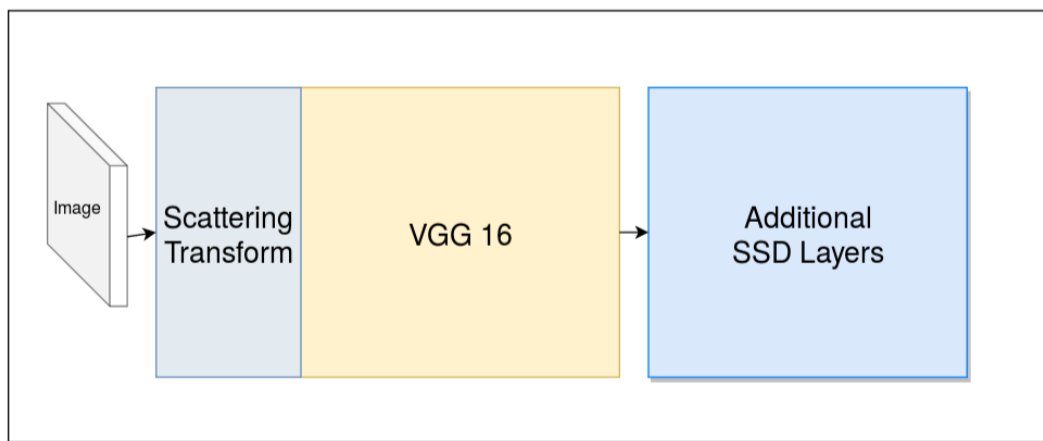 Image
Scattering
Transform
VGG 16
Additional
SSD Layers